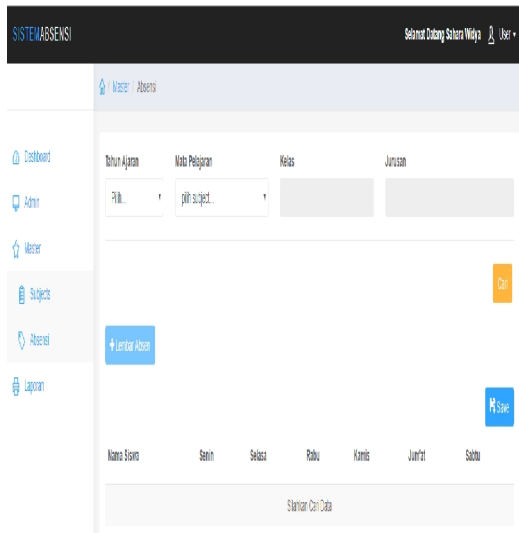 SISTEMABSENSI
Selamat Datang Sahara Widya User
/ Master / Absensi
Dashboard
Admin
Master
Subjects
Absensi
Laporan
Tahun Ajaran Mata Pelajaran Kelas Jurusan
Pilih... pilih subject...
Cari
+ Lembar Absen
Save
Nama Siswa Senin Selasa Rabu Kamis Jum'at Sabtu
Silahkan Cari Data